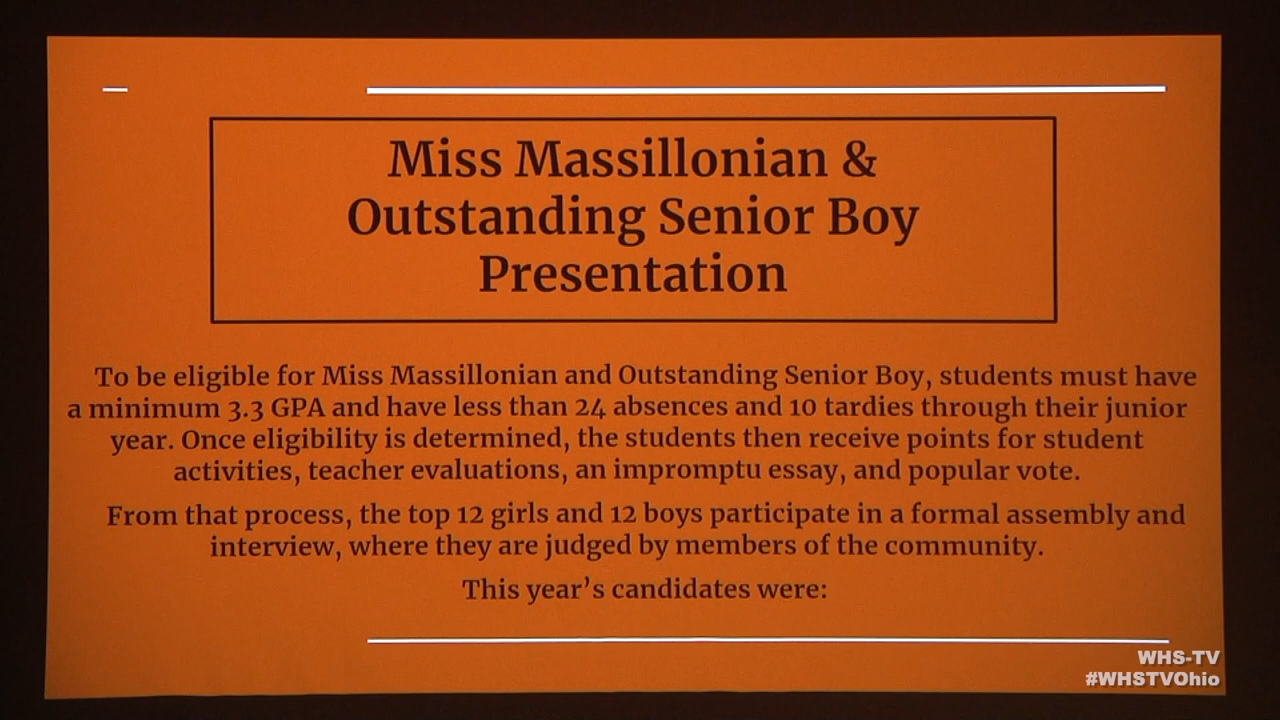 Miss Massillonian &
Outstanding Senior Boy
Presentation
To be eligible for Miss Massillonian and Outstanding Senior Boy, students must have
a minimum 3.3 GPA and have less than 24 absences and 10 tardies through their junior
year. Once eligibility is determined, the students then receive points for student
activities, teacher evaluations, an impromptu essay, and popular vote.
From that process, the top 12 girls and 12 boys participate in a formal assembly and
interview, where they are judged by members of the community.
This year's candidates were:
WHS-TV
#WHSTVOhio